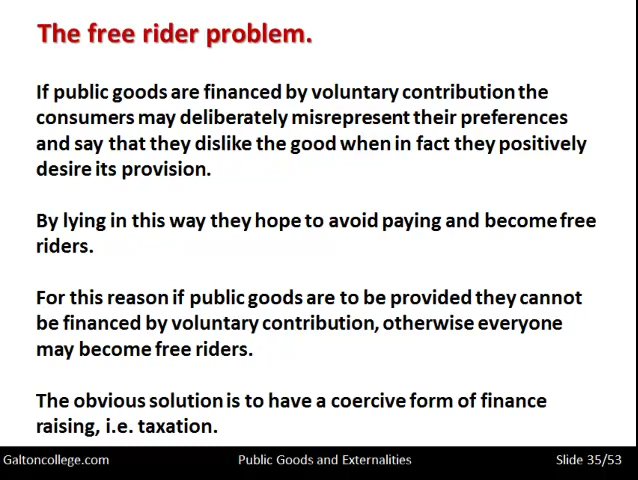 The free rider problem.
If public goods are financed by voluntary contribution the
consumers may deliberately misrepresent their preferences
and say that they dislike the good when in fact they positively
desire its provision.
By lying in this way they hope to avoid paying and become free
riders.
For this reason if public goods are to be provided they cannot
be financed by voluntary contribution, otherwise everyone
may become free riders.
The obvious solution is to have a coercive form of finance
raising, i.e. taxation.
Galtoncollege.com Public Goods and Externalities Slide 35/53